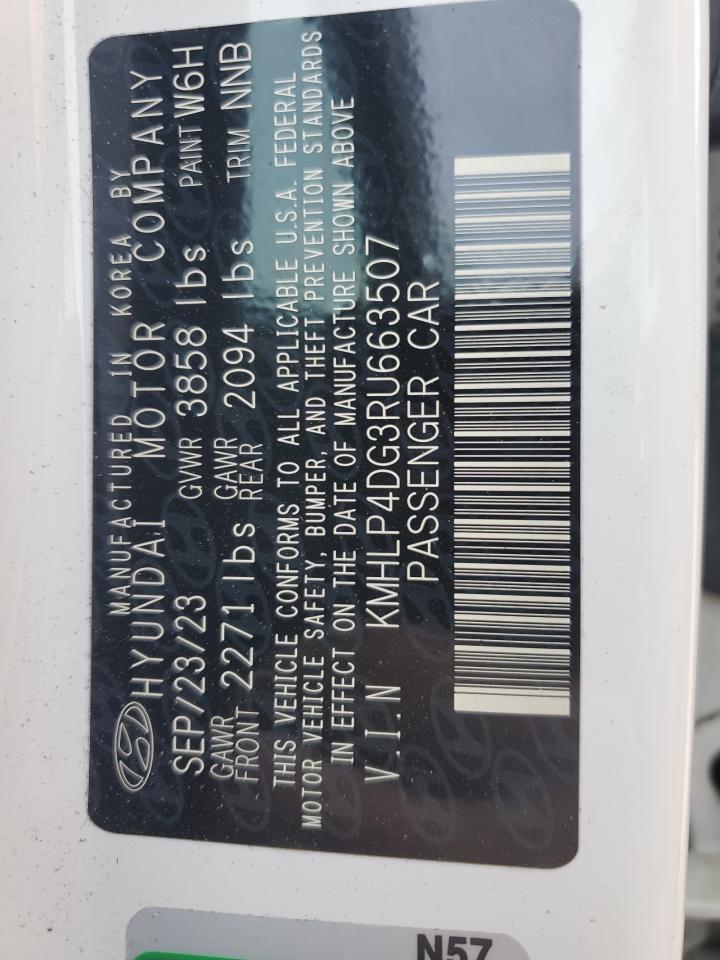 MANUFACTURED IN KOREA BY
HYUNDAI MOTOR COMPANY
SEP/23/23 GVWR 3858 lbs PAINT W6H
GAWR FRONT 2271 lbs GAWR REAR 2094 lbs TRIM NNB
THIS VEHICLE CONFORMS TO ALL APPLICABLE U.S.A. FEDERAL
MOTOR VEHICLE SAFETY, BUMPER, AND THEFT PREVENTION STANDARDS
IN EFFECT ON THE DATE OF MANUFACTURE SHOWN ABOVE
V.I.N KMHLP4DG3RU663507
PASSENGER CAR
N57